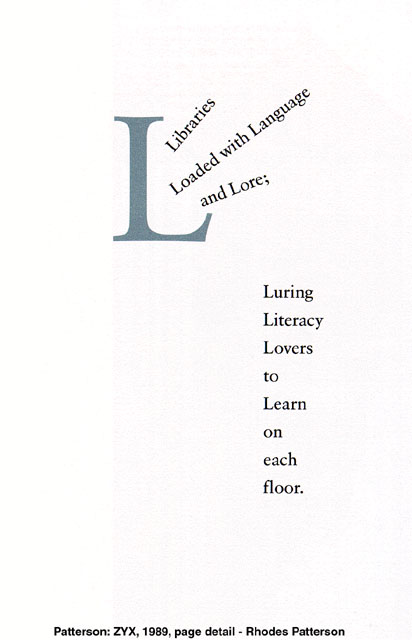 L
Libraries
Loaded with Language
and Lore;
Luring
Literacy
Lovers
to
Learn
on
each
floor.
Patterson: ZYX, 1989, page detail - Rhodes Patterson